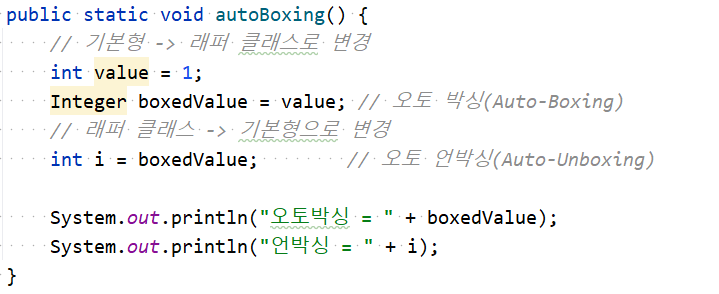 public static void autoBoxing() {
// 기본형 -> 래퍼 클래스로 변경
int value = 1;
Integer boxedValue = value; // 오토 박싱(Auto-Boxing)
// 래퍼 클래스 -> 기본형으로 변경
int i = boxedValue; // 오토 언박싱(Auto-Unboxing)
System.out.println("오토박싱 = " + boxedValue);
System.out.println("언박싱 = " + i);
}